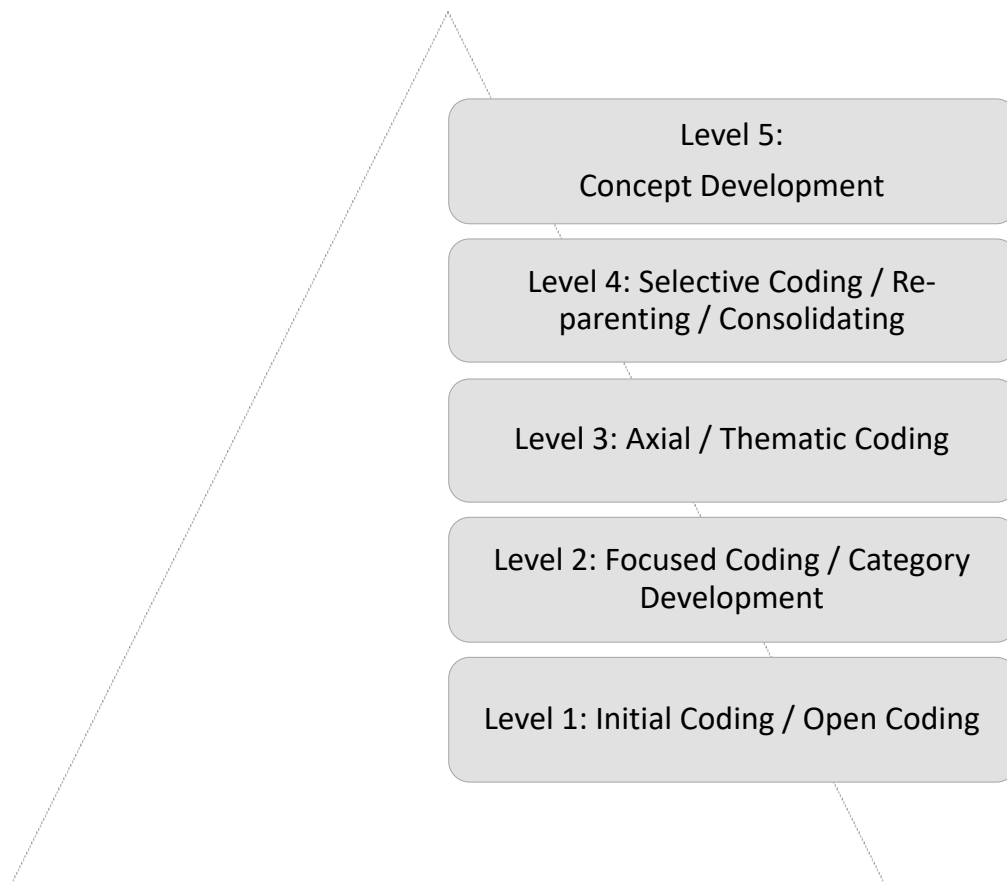 Level 5:
Concept Development
Level 4: Selective Coding / Re-
parenting / Consolidating
Level 3: Axial / Thematic Coding
Level 2: Focused Coding / Category
Development
Level 1: Initial Coding / Open Coding